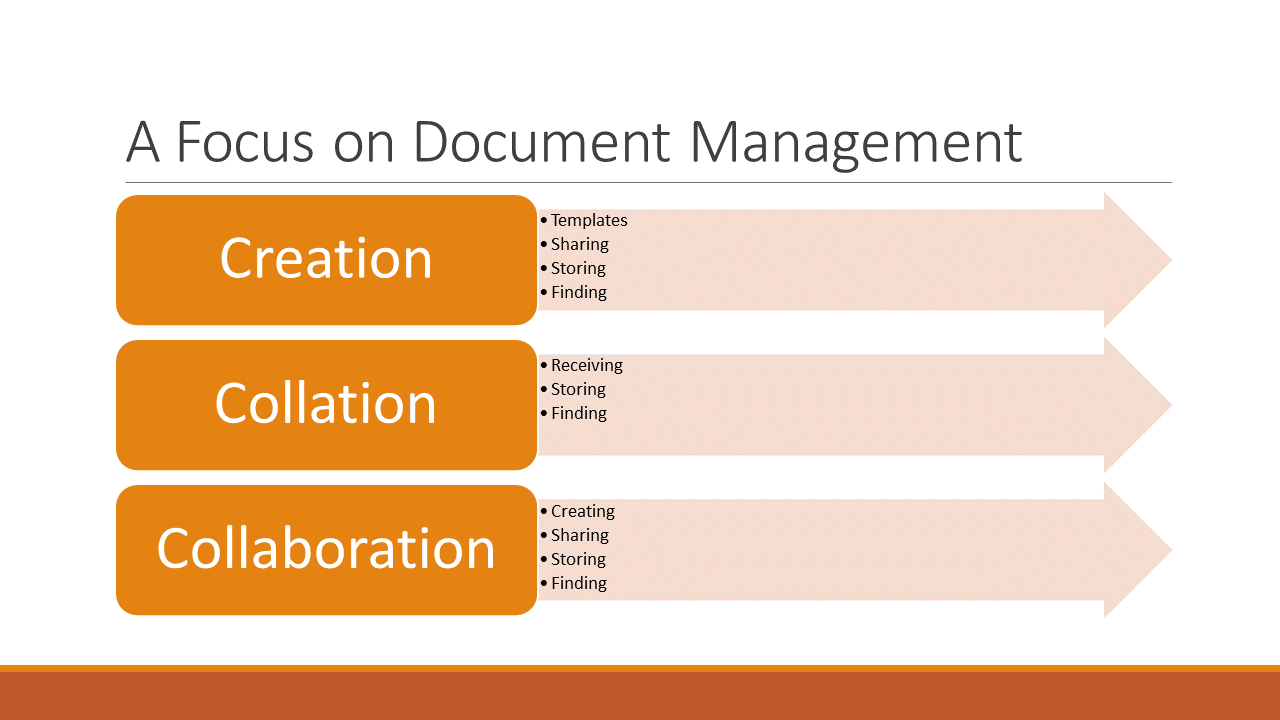 A Focus on Document Management
Creation
•Templates
•Sharing
•Storing
•Finding
Collation
•Receiving
•Storing
•Finding
Collaboration
•Creating
•Sharing
•Storing
•Finding